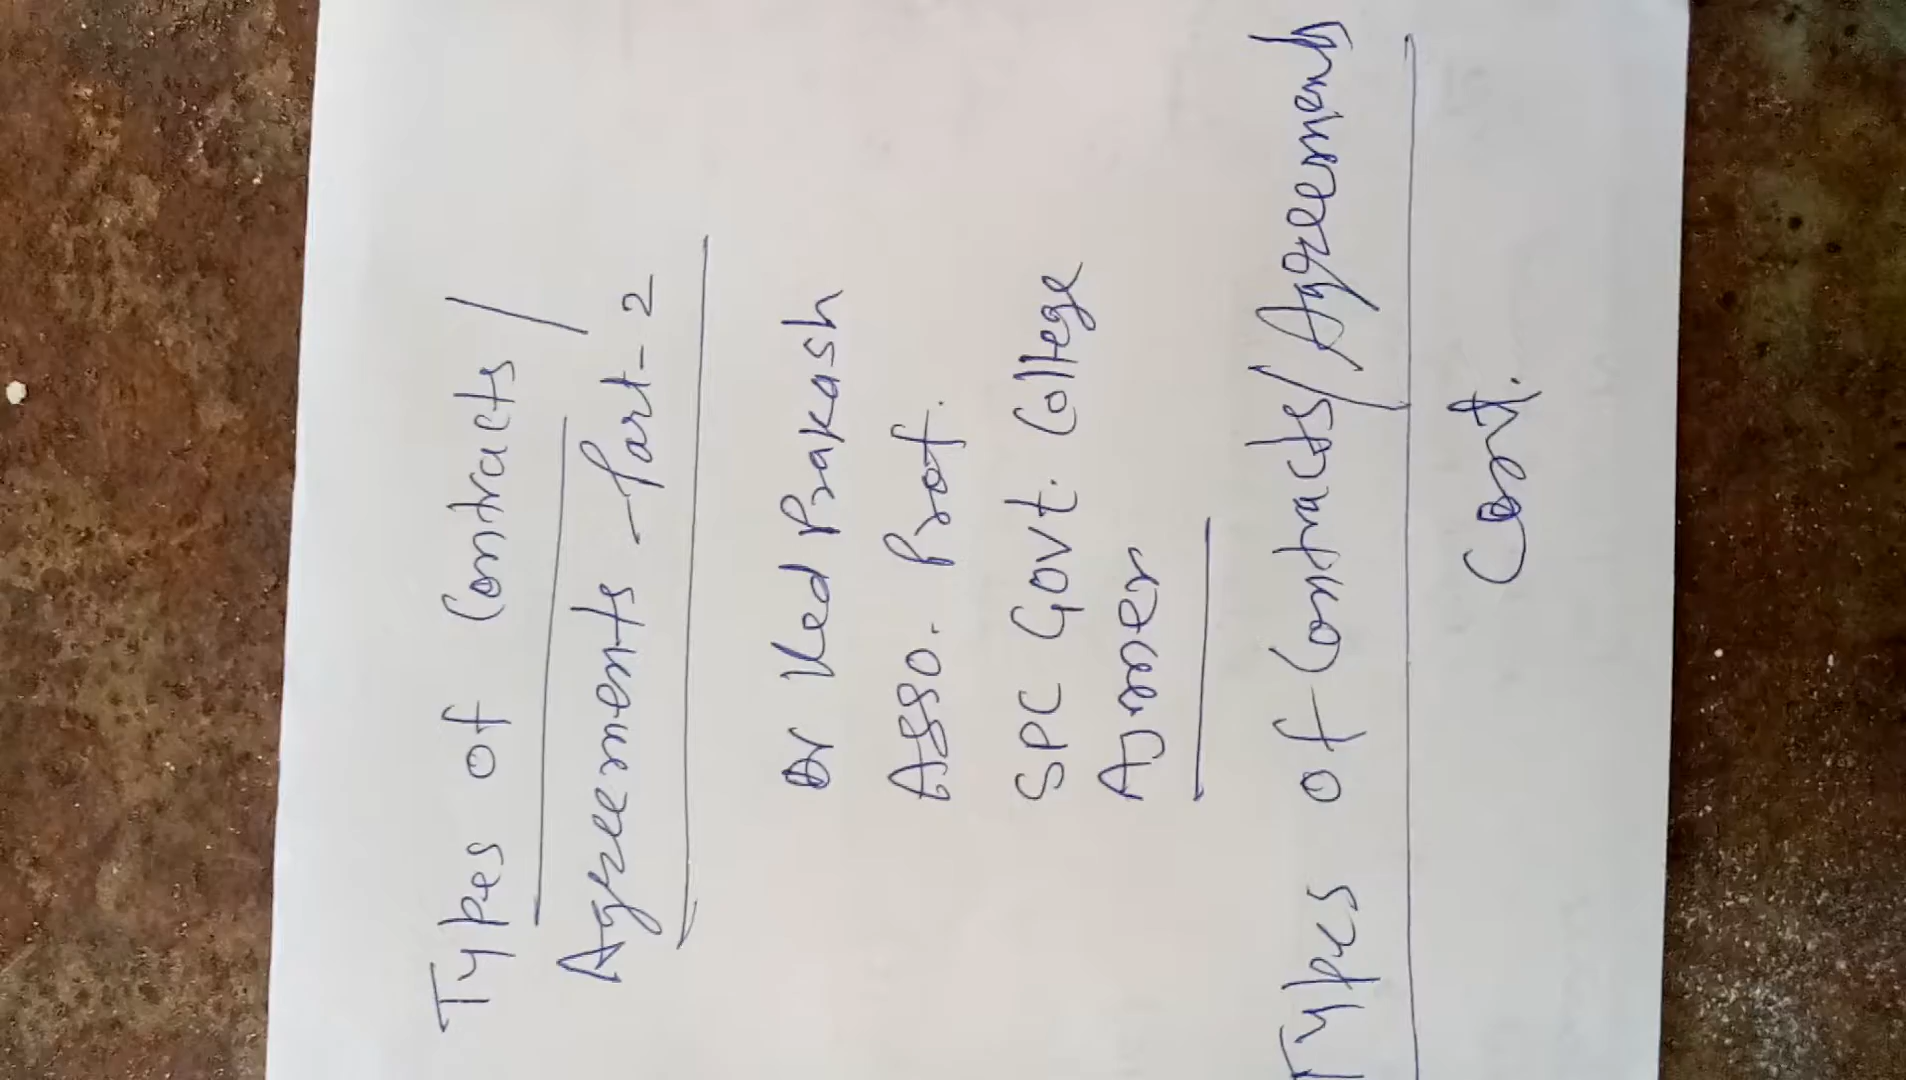 Types of Contracts/
Agreements - Part-2
Dr Ved Prakash
Asso. Prof.
SPC Govt. College
Ajmer
Types of Contracts/Agreements
Cont.